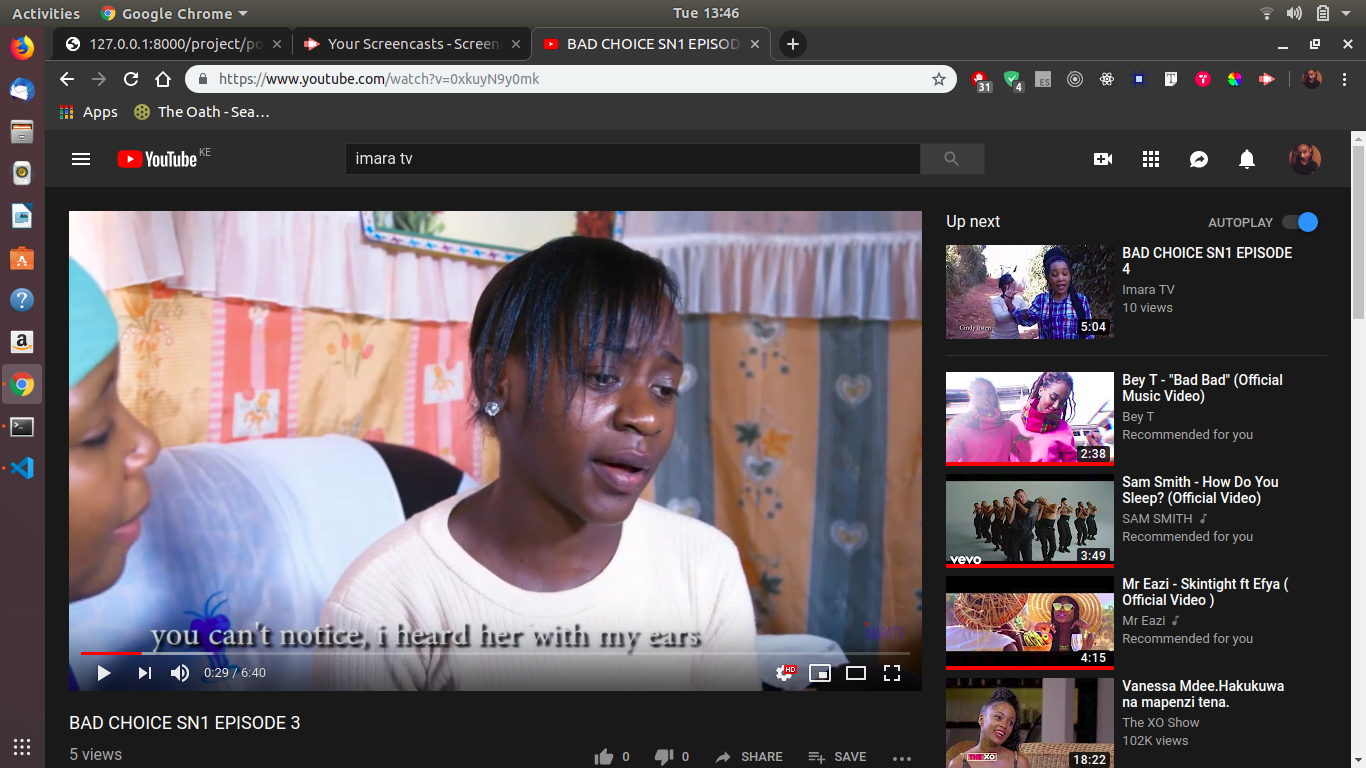 Activities
Google Chrome
Tue 13:46
127.0.0.1:8000/project/po
Your Screencasts - Screen
BAD CHOICE SN1 EPISOD
https://www.youtube.com/watch?v=0xkuyN9y0mk
31
4
ES
Apps
The Oath - Sea…
YouTube KE
imara tv
Up next
AUTOPLAY
BAD CHOICE SN1 EPISODE
4
Imara TV
10 views
Cindy listen
5:04
Bey T - "Bad Bad" (Official
Music Video)
Bey T
Recommended for you
2:38
Sam Smith - How Do You
Sleep? (Official Video)
SAM SMITH
Recommended for you
vevo
3:49
Mr Eazi - Skintight ft Efya (
Official Video )
Mr Eazi
Recommended for you
4:15
Vanessa Mdee.Hakukuwa
na mapenzi tena.
The XO Show
102K views
THE XO
18:22
you can't notice, i heard her with my ears
0:29 / 6:40
HD
BAD CHOICE SN1 EPISODE 3
5 views
0
0
SHARE
SAVE